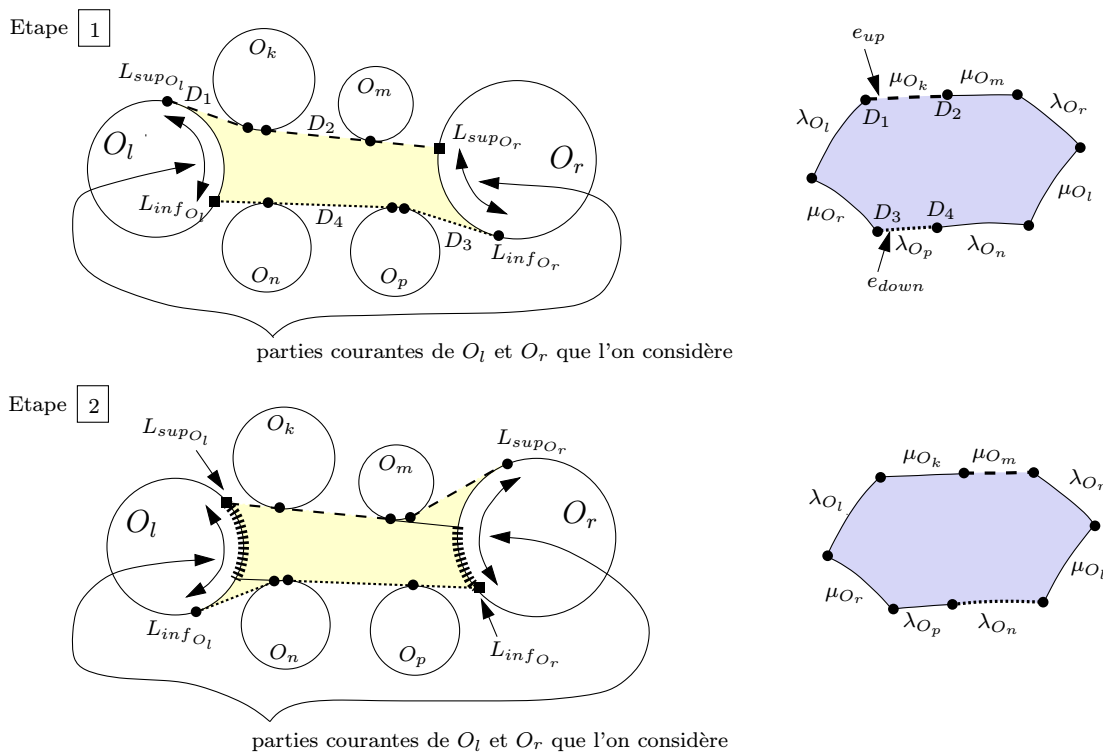 Etape 1
O_k
O_m
L_{sup_{O_l}}
D_1
D_2
L_{sup_{O_r}}
O_l
O_r
L_{inf_{O_l}}
D_4
D_3
L_{inf_{O_r}}
O_n
O_p
parties courantes de O_l et O_r que l'on considère
e_{up}
μ_{O_k}
μ_{O_m}
λ_{O_l}
D_1
D_2
λ_{O_r}
μ_{O_r}
D_3
D_4
μ_{O_l}
λ_{O_p}
λ_{O_n}
e_{down}
Etape 2
L_{sup_{O_l}}
O_k
O_m
L_{sup_{O_r}}
O_l
O_r
L_{inf_{O_l}}
O_n
O_p
L_{inf_{O_r}}
parties courantes de O_l et O_r que l'on considère
μ_{O_k}
μ_{O_m}
λ_{O_l}
λ_{O_r}
μ_{O_r}
μ_{O_l}
λ_{O_p}
λ_{O_n}